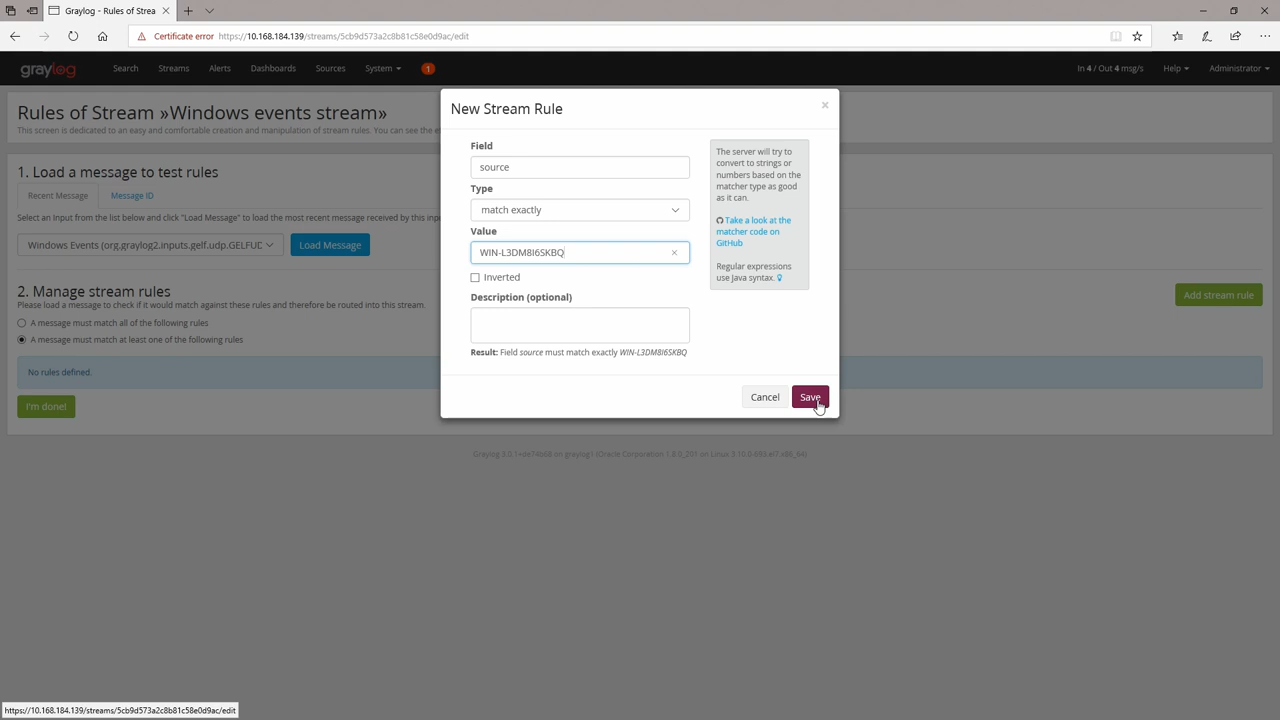 Graylog - Rules of Strea
Certificate error https://10.168.184.139/streams/5cb9d573a2c8b81c58e0d9ac/edit
graylog Search Streams Alerts Dashboards Sources System 1 In 4 / Out 4 msg/s Help Administrator
Rules of Stream »Windows events stream»
This screen is dedicated to an easy and comfortable creation and manipulation of stream rules. You can see the
1. Load a message to test rules
Recent Message Message ID
Select an input from the list below and click "Load Message" to load the most recent message received by this inpu
Windows Events (org.graylog2.inputs.gelf.udp.GELFUD Load Message
2. Manage stream rules
Please load a message to check if it would match against these rules and therefore be routed into this stream.
Add stream rule
A message must match all of the following rules
A message must match at least one of the following rules
No rules defined.
I'm done!
New Stream Rule ×
Field
source
Type
match exactly
Value
WIN-L3DM8I6SKBQ
Inverted
Description (optional)
Result: Field source must match exactly WIN-L3DM8I6SKBQ
The server will try to
convert to strings or
numbers based on the
matcher type as good
as it can.
Take a look at the
matcher code on
GitHub
Regular expressions
use Java syntax.
Cancel Save
Graylog 3.0.1+de74b68 on graylog1 (Oracle Corporation 1.8.0_201 on Linux 3.10.0-693.el7.x86_64)
https://10.168.184.139/streams/5cb9d573a2c8b81c58e0d9ac/edit